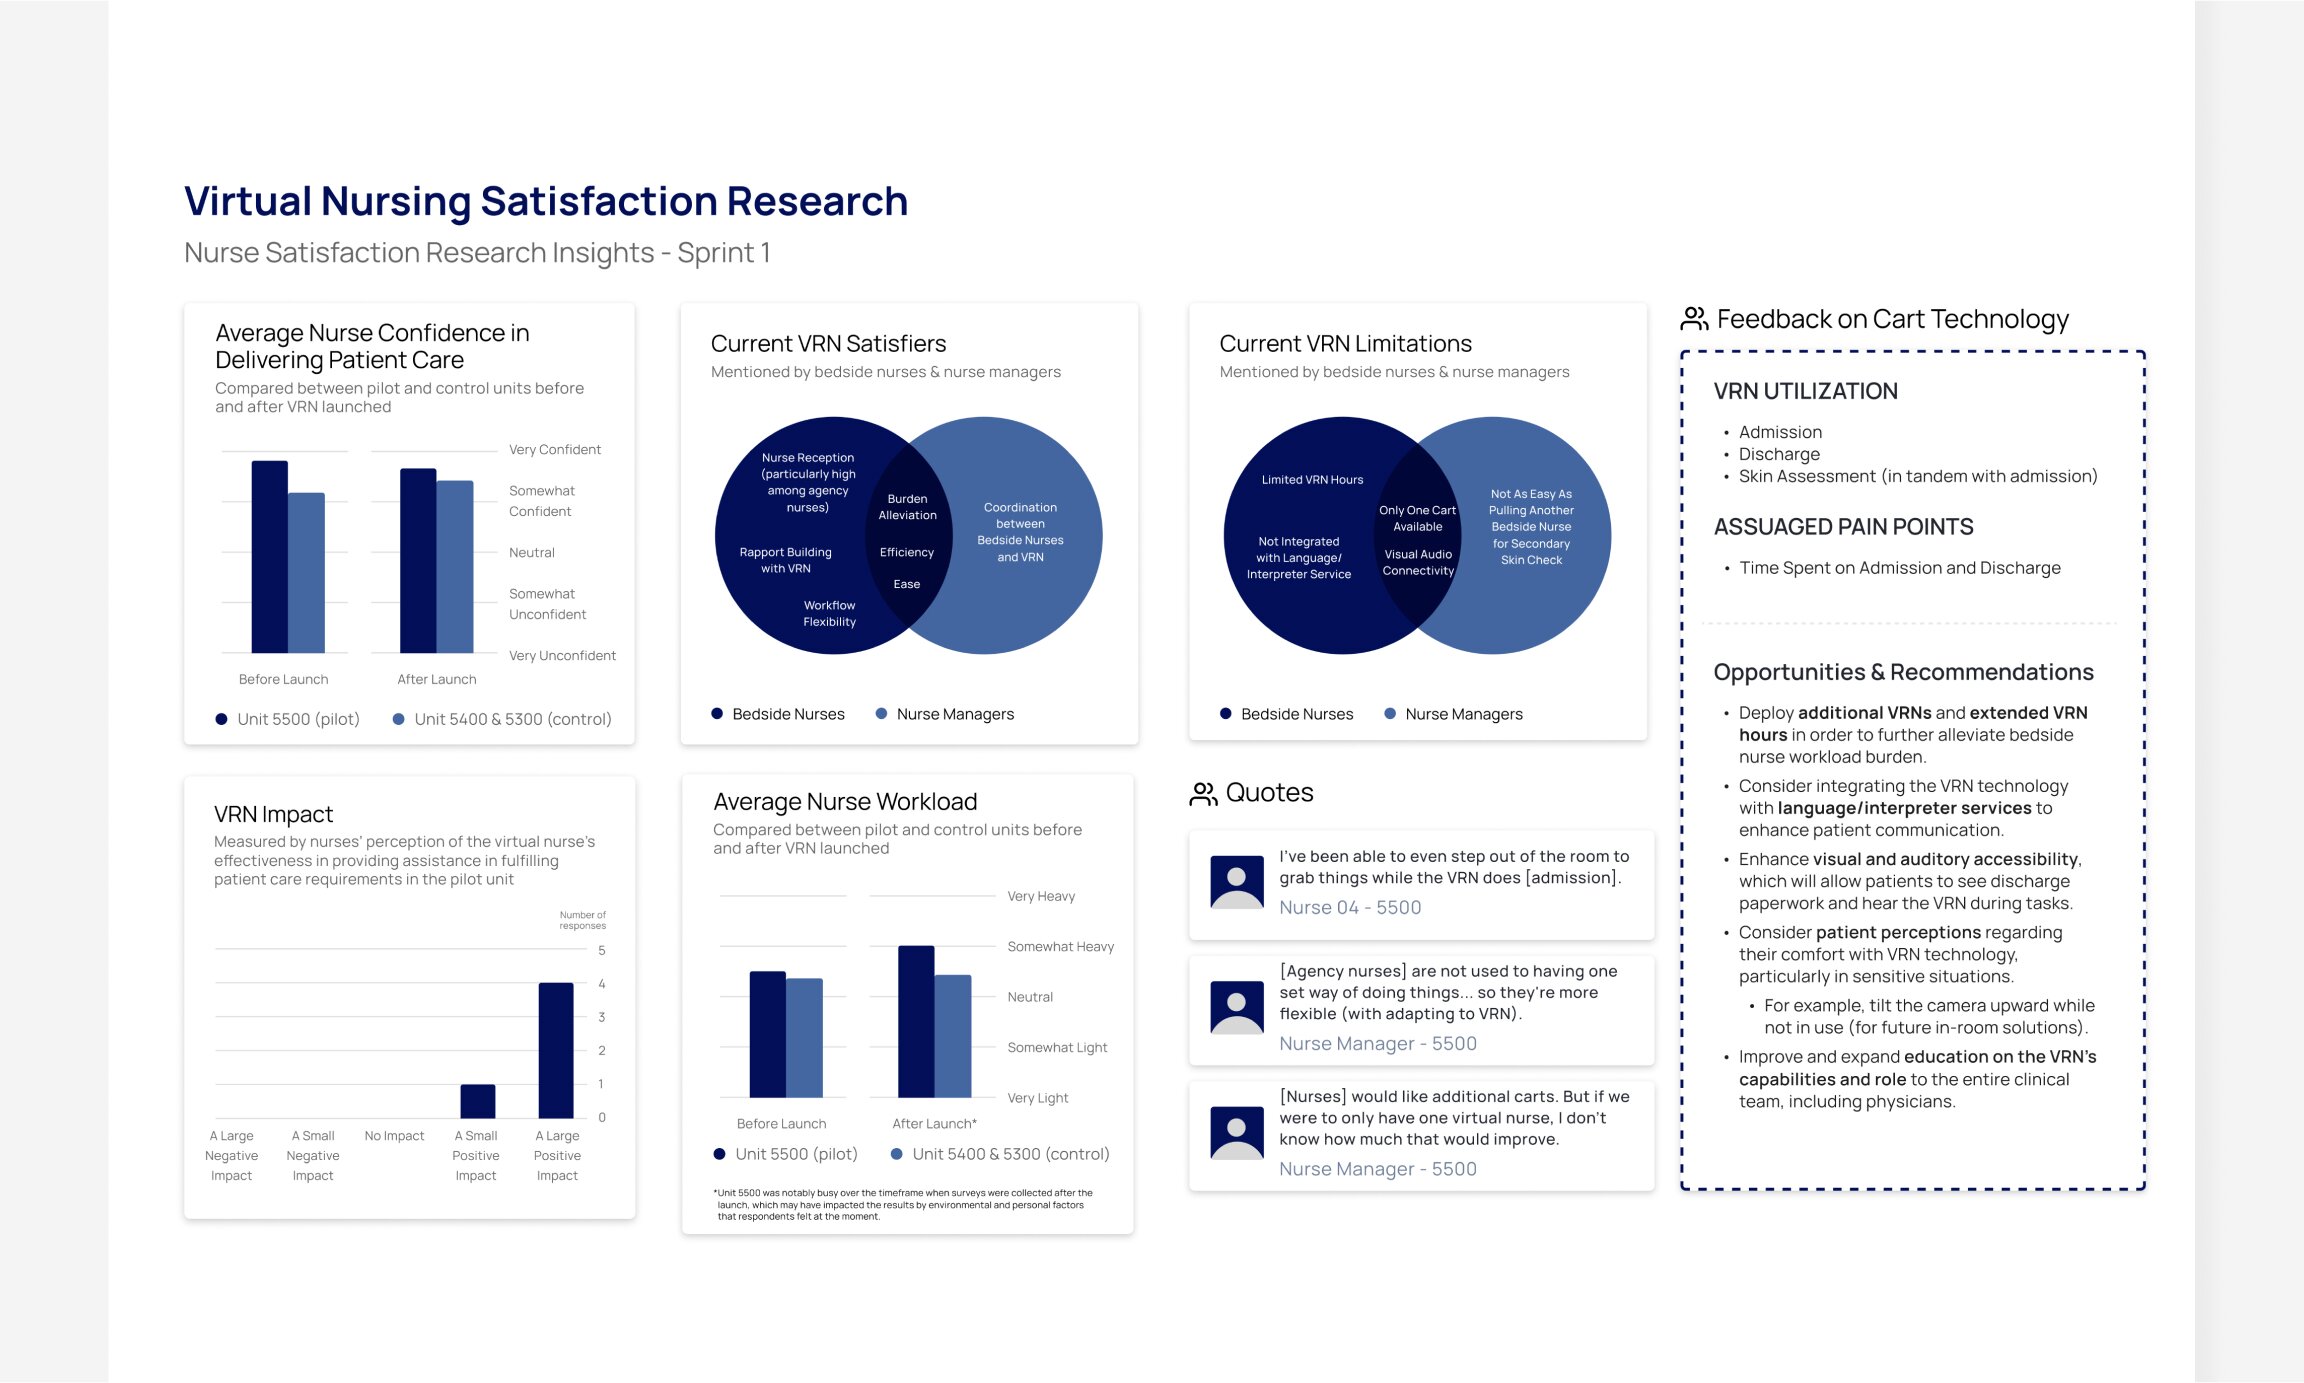 Virtual Nursing Satisfaction Research
Nurse Satisfaction Research Insights - Sprint 1
Average Nurse Confidence in
Delivering Patient Care
Compared between pilot and control units before
and after VRN launched
Very Confident
Somewhat
Confident
Neutral
Somewhat
Unconfident
Very Unconfident
Before Launch
After Launch
Unit 5500 (pilot)
Unit 5400 & 5300 (control)
Current VRN Satisfiers
Mentioned by bedside nurses & nurse managers
Nurse Reception
(particularly high
among agency
nurses)
Rapport Building
with VRN
Workflow
Flexibility
Burden
Alleviation
Efficiency
Ease
Coordination
between
Bedside Nurses
and VRN
Bedside Nurses
Nurse Managers
Current VRN Limitations
Mentioned by bedside nurses & nurse managers
Limited VRN Hours
Not Integrated
with Language/
Interpreter Service
Only One Cart
Available
Visual Audio
Connectivity
Not As Easy As
Pulling Another
Bedside Nurse
for Secondary
Skin Check
Bedside Nurses
Nurse Managers
VRN Impact
Measured by nurses' perception of the virtual nurse's
effectiveness in providing assistance in fulfilling
patient care requirements in the pilot unit
Number of
responses
5
4
3
2
1
0
A Large
Negative
Impact
A Small
Negative
Impact
No Impact
A Small
Positive
Impact
A Large
Positive
Impact
Average Nurse Workload
Compared between pilot and control units before
and after VRN launched
Very Heavy
Somewhat Heavy
Neutral
Somewhat Light
Very Light
Before Launch
After Launch*
Unit 5500 (pilot)
Unit 5400 & 5300 (control)
*Unit 5500 was notably busy over the timeframe when surveys were collected after the
launch, which may have impacted the results by environmental and personal factors
that respondents felt at the moment.
Quotes
I've been able to even step out of the room to
grab things while the VRN does [admission].
Nurse 04 - 5500
[Agency nurses] are not used to having one
set way of doing things... so they're more
flexible (with adapting to VRN).
Nurse Manager - 5500
[Nurses] would like additional carts. But if we
were to only have one virtual nurse, I don't
know how much that would improve.
Nurse Manager - 5500
Feedback on Cart Technology
VRN UTILIZATION
• Admission
• Discharge
• Skin Assessment (in tandem with admission)
ASSUAGED PAIN POINTS
• Time Spent on Admission and Discharge
Opportunities & Recommendations
• Deploy additional VRNs and extended VRN
hours in order to further alleviate bedside
nurse workload burden.
• Consider integrating the VRN technology
with language/interpreter services to
enhance patient communication.
• Enhance visual and auditory accessibility,
which will allow patients to see discharge
paperwork and hear the VRN during tasks.
• Consider patient perceptions regarding
their comfort with VRN technology,
particularly in sensitive situations.
• For example, tilt the camera upward while
not in use (for future in-room solutions).
• Improve and expand education on the VRN's
capabilities and role to the entire clinical
team, including physicians.